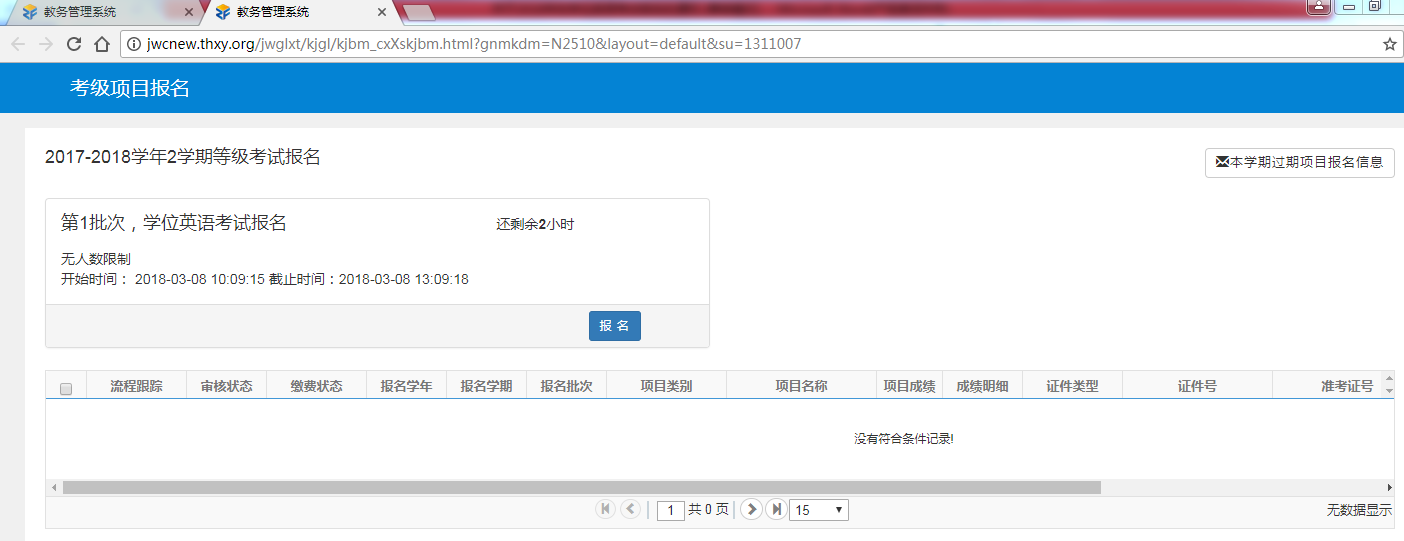 教务管理系统
教务管理系统
jwcnew.thxy.org/jwglxt/kjgl/kjbm_cxXskjbm.html?gnmkdm=N2510&layout=default&su=1311007
考级项目报名
2017-2018学年2学期等级考试报名
本学期过期项目报名信息
第1批次，学位英语考试报名
还剩余2小时
无人数限制
开始时间： 2018-03-08 10:09:15 截止时间：2018-03-08 13:09:18
报 名
流程跟踪 审核状态 缴费状态 报名学年 报名学期 报名批次 项目类别 项目名称 项目成绩 成绩明细 证件类型 证件号 准考证号
没有符合条件记录!
1 共 0 页 15
无数据显示